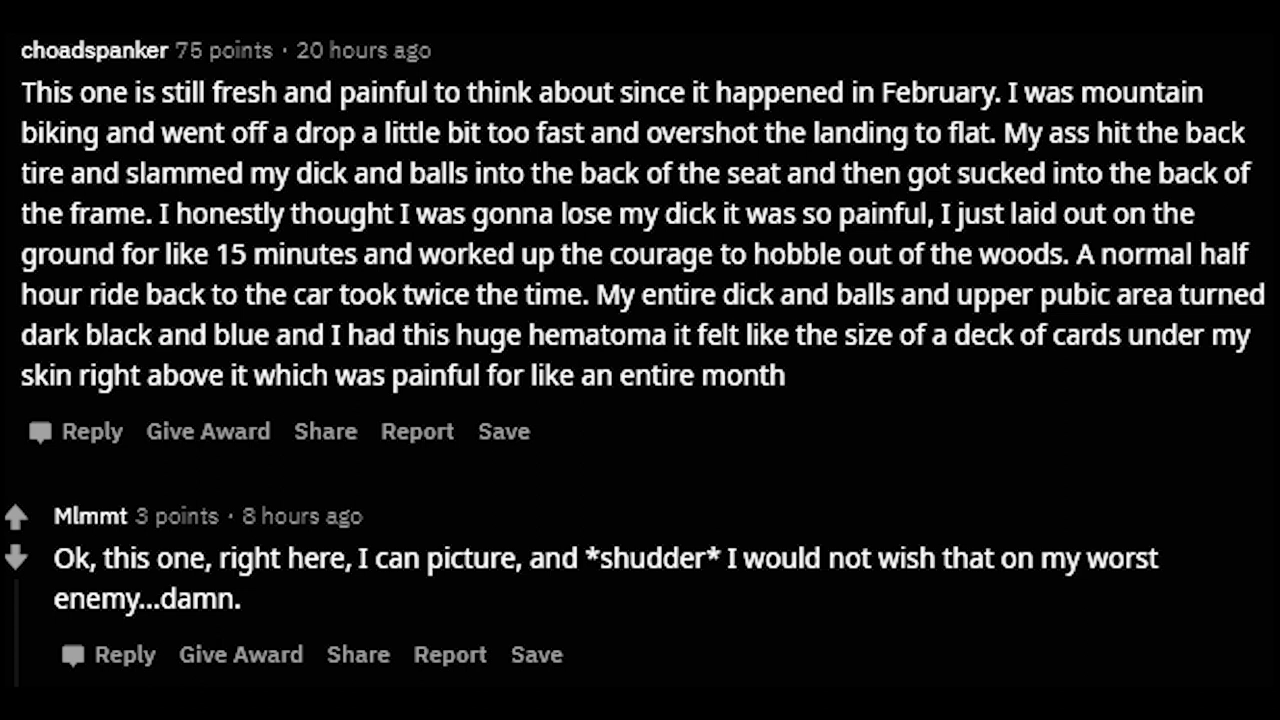 choadspanker 75 points · 20 hours ago
This one is still fresh and painful to think about since it happened in February. I was mountain
biking and went off a drop a little bit too fast and overshot the landing to flat. My ass hit the back
tire and slammed my dick and balls into the back of the seat and then got sucked into the back of
the frame. I honestly thought I was gonna lose my dick it was so painful, I just laid out on the
ground for like 15 minutes and worked up the courage to hobble out of the woods. A normal half
hour ride back to the car took twice the time. My entire dick and balls and upper pubic area turned
dark black and blue and I had this huge hematoma it felt like the size of a deck of cards under my
skin right above it which was painful for like an entire month
Reply Give Award Share Report Save
Mlmmt 3 points · 8 hours ago
Ok, this one, right here, I can picture, and *shudder* I would not wish that on my worst
enemy...damn.
Reply Give Award Share Report Save